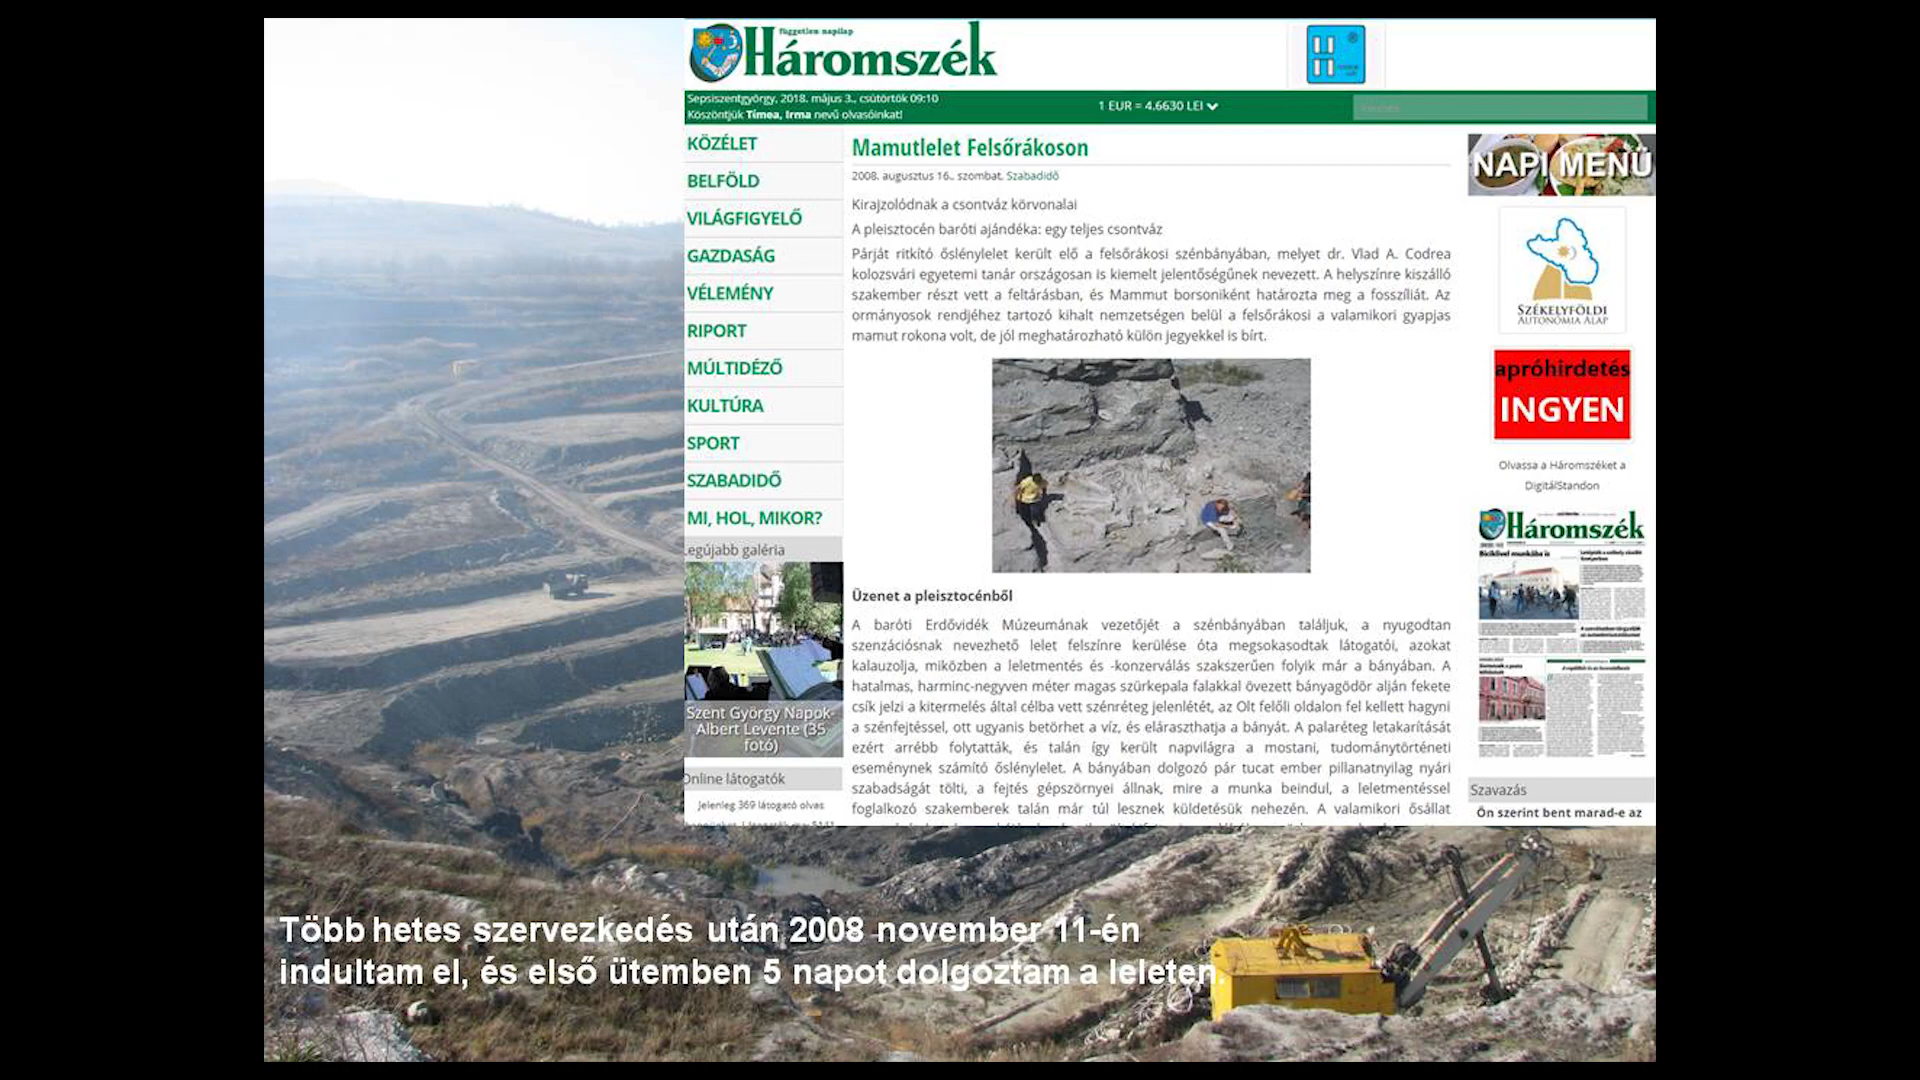 független napilap
Háromszék
Sepsiszentgyörgy, 2018. május 3., csütörtök 09:10
Köszöntjük Tímea, Irma nevű olvasóinkat!
1 EUR = 4.6630 LEI
KÖZÉLET
BELFÖLD
VILÁGFIGYELŐ
GAZDASÁG
VÉLEMÉNY
RIPORT
MÚLTIDÉZŐ
KULTÚRA
SPORT
SZABADIDŐ
MI, HOL, MIKOR?
Legújabb galéria
Szent György Napok-
Albert Levente (35
fotó)
Online látogatók
Jelenleg 369 látogató olvas
Mamutlelet Felsőrákoson
2008. augusztus 16., szombat, Szabadidő
Kirajzolódnak a csontváz körvonalai
A pleisztocén baróti ajándéka: egy teljes csontváz
Párját ritkító őslénylelet került elő a felsőrákosi szénbányában, melyet dr. Vlad A. Codrea
kolozsvári egyetemi tanár országosan is kiemelt jelentőségűnek nevezett. A helyszínre kiszálló
szakember részt vett a feltárásban, és Mammut borsoniként határozta meg a fosszíliát. Az
ormányosok rendjéhez tartozó kihalt nemzetségen belül a felsőrákosi a valamikori gyapjas
mamut rokona volt, de jól meghatározható külön jegyekkel is bírt.
Üzenet a pleisztocénből
A baróti Erdővidék Múzeumának vezetőjét a szénbányában találjuk, a nyugodtan
szenzációsnak nevezhető lelet felszínre kerülése óta megsokasodtak látogatói, azokat
kalauzolja, miközben a leletmentés és -konzerválás szakszerűen folyik már a bányában. A
hatalmas, harminc-negyven méter magas szürkepala falakkal övezett bányagödör alján fekete
csík jelzi a kitermelés által célba vett szénréteg jelenlétét, az Olt felőli oldalon fel kellett hagyni
a szénfejtéssel, ott ugyanis betörhet a víz, és eláraszthatja a bányát. A palaréteg letakarítását
ezért arrébb folytatták, és talán így került napvilágra a mostani, tudománytörténeti
eseménynek számító őslénylelet. A bányában dolgozó pár tucat ember pillanatnyilag nyári
szabadságát tölti, a fejtés gépszörnyei állnak, mire a munka beindul, a leletmentéssel
foglalkozó szakemberek talán már túl lesznek küldetésük nehezén. A valamikori ősállat
NAPI MENÜ
SZÉKELYFÖLDI
AUTONÓMIA ALAP
apróhirdetés
INGYEN
Olvassa a Háromszéket a
DigitálStandon
Háromszék
Biciklivel munkába is
Szavazás
Ön szerint bent marad-e az
Több hetes szervezkedés után 2008 november 11-én
indultam el, és első ütemben 5 napot dolgoztam a leleten.